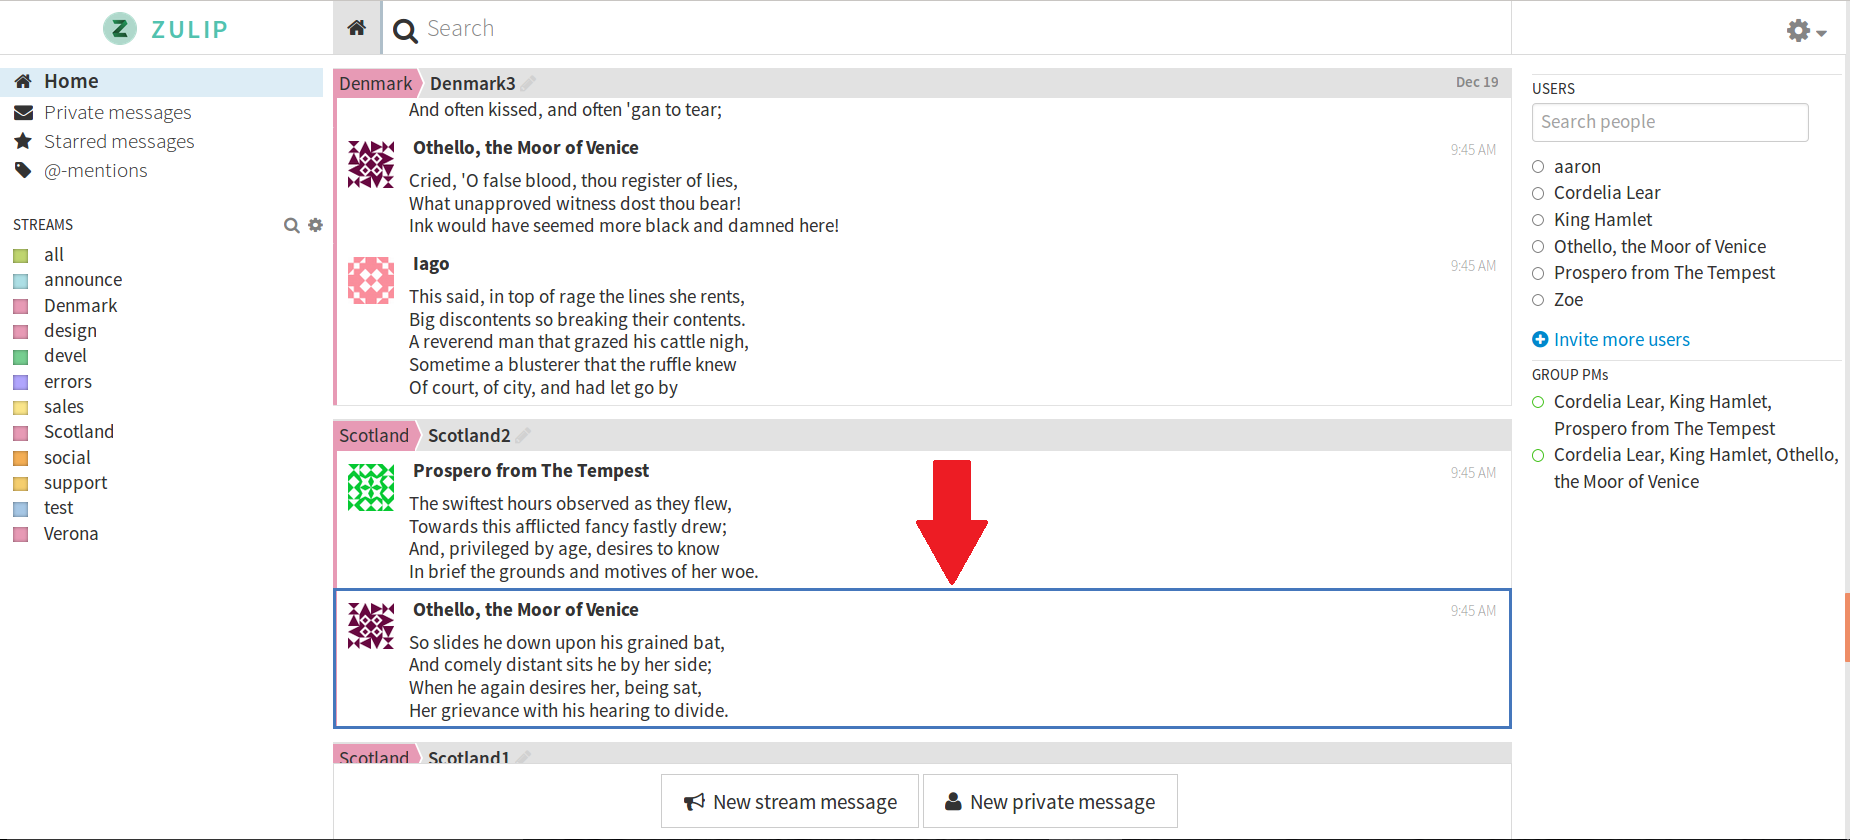 ZULIP
Search
Home
Private messages
Starred messages
@-mentions
STREAMS
all
announce
Denmark
design
devel
errors
sales
Scotland
social
support
test
Verona
Denmark Denmark3 Dec 19
And often kissed, and often 'gan to tear;
Othello, the Moor of Venice 9:45 AM
Cried, 'O false blood, thou register of lies,
What unapproved witness dost thou bear!
Ink would have seemed more black and damned here!
Iago 9:45 AM
This said, in top of rage the lines she rents,
Big discontents so breaking their contents.
A reverend man that grazed his cattle nigh,
Sometime a blusterer that the ruffle knew
Of court, of city, and had let go by
Scotland Scotland2
Prospero from The Tempest 9:45 AM
The swiftest hours observed as they flew,
Towards this afflicted fancy fastly drew;
And, privileged by age, desires to know
In brief the grounds and motives of her woe.
Othello, the Moor of Venice 9:45 AM
So slides he down upon his grained bat,
And comely distant sits he by her side;
When he again desires her, being sat,
Her grievance with his hearing to divide.
Scotland Scotland1
New stream message New private message
USERS
Search people
aaron
Cordelia Lear
King Hamlet
Othello, the Moor of Venice
Prospero from The Tempest
Zoe
Invite more users
GROUP PMs
Cordelia Lear, King Hamlet,
Prospero from The Tempest
Cordelia Lear, King Hamlet, Othello,
the Moor of Venice